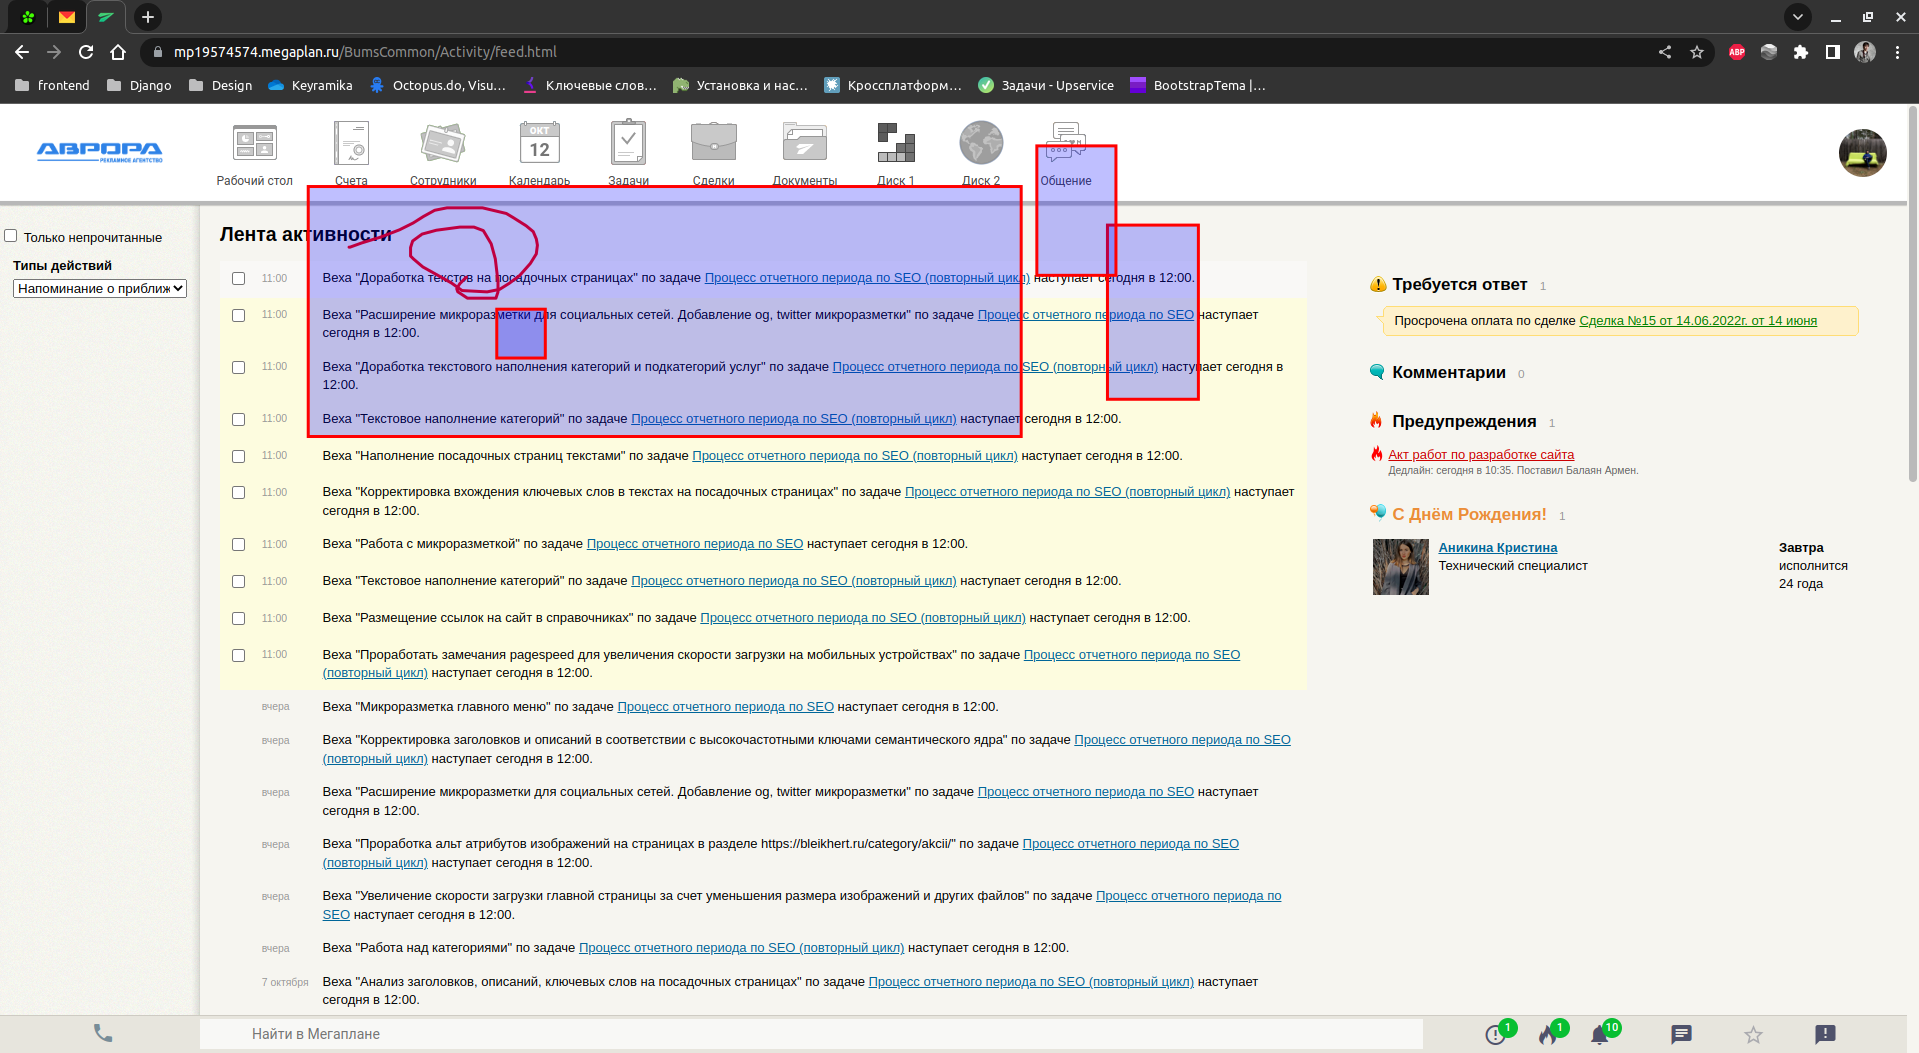 mp19574574.megaplan.ru/BumsCommon/Activity/feed.html
ABP
frontend
Django
Design
Keyramika
Octopus.do, Visu...
Ключевые слов...
Установка и нас...
Кроссплатформ...
Задачи - Upservice
BootstrapTema |...
АВРОРА
РЕКЛАМНОЕ АГЕНТСТВО
ОКТ
12
Рабочий стол
Счета
Сотрудники
Календарь
Задачи
Сделки
Документы
Диск 1
Диск 2
Общение
Только непрочитанные
Типы действий
Напоминание о приближ
Лента активности
11:00 Веха "Доработка текстов на посадочных страницах" по задаче Процесс отчетного периода по SEO (повторный цикл) наступает сегодня в 12:00.
11:00 Веха "Расширение микроразметки для социальных сетей. Добавление og, twitter микроразметки" по задаче Процесс отчетного периода по SEO наступает
сегодня в 12:00.
11:00 Веха "Доработка текстового наполнения категорий и подкатегорий услуг" по задаче Процесс отчетного периода по SEO (повторный цикл) наступает сегодня в
12:00.
11:00 Веха "Текстовое наполнение категорий" по задаче Процесс отчетного периода по SEO (повторный цикл) наступает сегодня в 12:00.
11:00 Веха "Наполнение посадочных страниц текстами" по задаче Процесс отчетного периода по SEO (повторный цикл) наступает сегодня в 12:00.
11:00 Веха "Корректировка вхождения ключевых слов в текстах на посадочных страницах" по задаче Процесс отчетного периода по SEO (повторный цикл) наступает
сегодня в 12:00.
11:00 Веха "Работа с микроразметкой" по задаче Процесс отчетного периода по SEO наступает сегодня в 12:00.
11:00 Веха "Текстовое наполнение категорий" по задаче Процесс отчетного периода по SEO (повторный цикл) наступает сегодня в 12:00.
11:00 Веха "Размещение ссылок на сайт в справочниках" по задаче Процесс отчетного периода по SEO (повторный цикл) наступает сегодня в 12:00.
11:00 Веха "Проработать замечания pagespeed для увеличения скорости загрузки на мобильных устройствах" по задаче Процесс отчетного периода по SEO
(повторный цикл) наступает сегодня в 12:00.
вчера Веха "Микроразметка главного меню" по задаче Процесс отчетного периода по SEO наступает сегодня в 12:00.
вчера Веха "Корректировка заголовков и описаний в соответствии с высокочастотными ключами семантического ядра" по задаче Процесс отчетного периода по SEO
(повторный цикл) наступает сегодня в 12:00.
вчера Веха "Расширение микроразметки для социальных сетей. Добавление og, twitter микроразметки" по задаче Процесс отчетного периода по SEO наступает
сегодня в 12:00.
вчера Веха "Проработка альт атрибутов изображений на страницах в разделе https://bleikhert.ru/category/akcii/" по задаче Процесс отчетного периода по SEO
(повторный цикл) наступает сегодня в 12:00.
вчера Веха "Увеличение скорости загрузки главной страницы за счет уменьшения размера изображений и других файлов" по задаче Процесс отчетного периода по
SEO наступает сегодня в 12:00.
вчера Веха "Работа над категориями" по задаче Процесс отчетного периода по SEO (повторный цикл) наступает сегодня в 12:00.
7 октября Веха "Анализ заголовков, описаний, ключевых слов на посадочных страницах" по задаче Процесс отчетного периода по SEO (повторный цикл) наступает
сегодня в 12:00.
Требуется ответ 1
Просрочена оплата по сделке Сделка №15 от 14.06.2022г. от 14 июня
Комментарии 0
Предупреждения 1
Акт работ по разработке сайта
Дедлайн: сегодня в 10:35. Поставил Балаян Армен.
С Днём Рождения! 1
Аникина Кристина
Технический специалист
Завтра
исполнится
24 года
Найти в Мегаплане
1
1
10